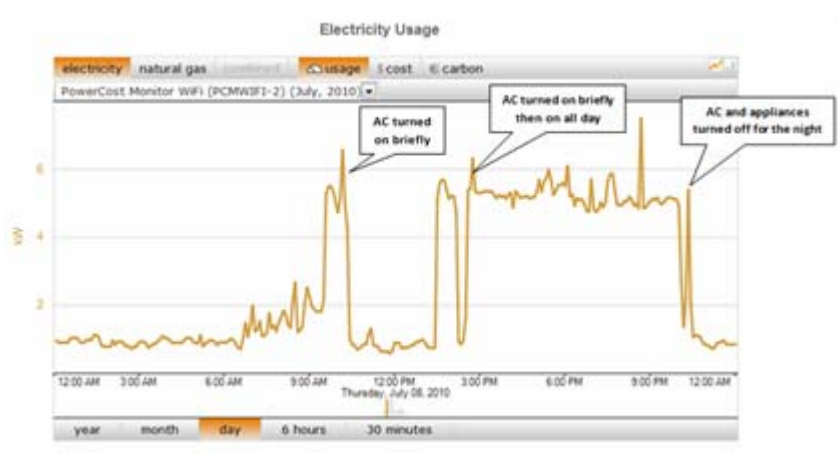 Electricity Usage
electricity natural gas combined usage $ cost carbon
PowerCost Monitor WiFi (PCMWIFI-2) (July, 2010)
AC turned
on briefly
AC turned on briefly
then on all day
AC and appliances
turned off for the night
6
4
2
kW
12:00 AM 3:00 AM 6:00 AM 9:00 AM 12:00 PM 3:00 PM 6:00 PM 9:00 PM 12:00 AM
Thursday, July 08, 2010
year month day 6 hours 30 minutes